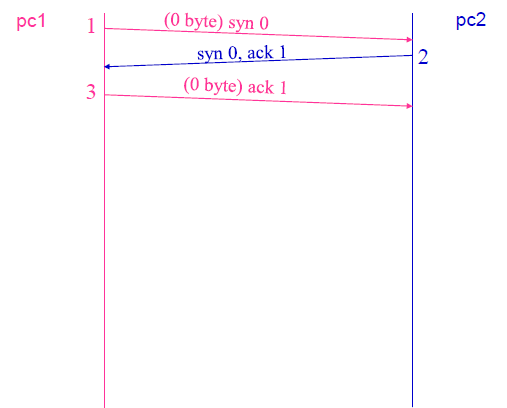 pc1
pc2
1
(0 byte) syn 0
syn 0, ack 1
2
3
(0 byte) ack 1